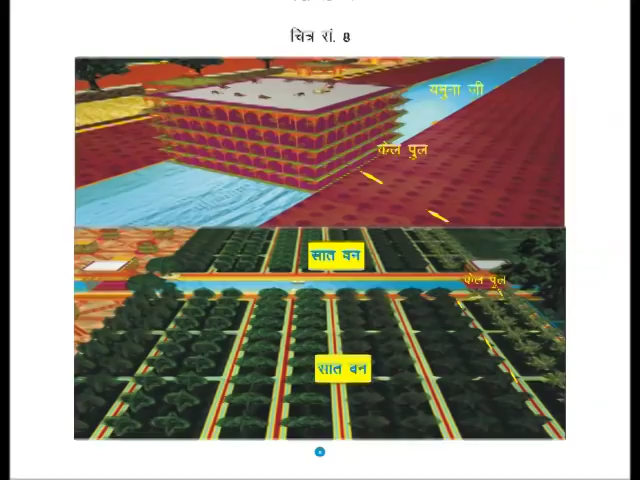 चित्र सं. 8
यमुना जी
केल पुल
सात वन
केल पुल
सात वन